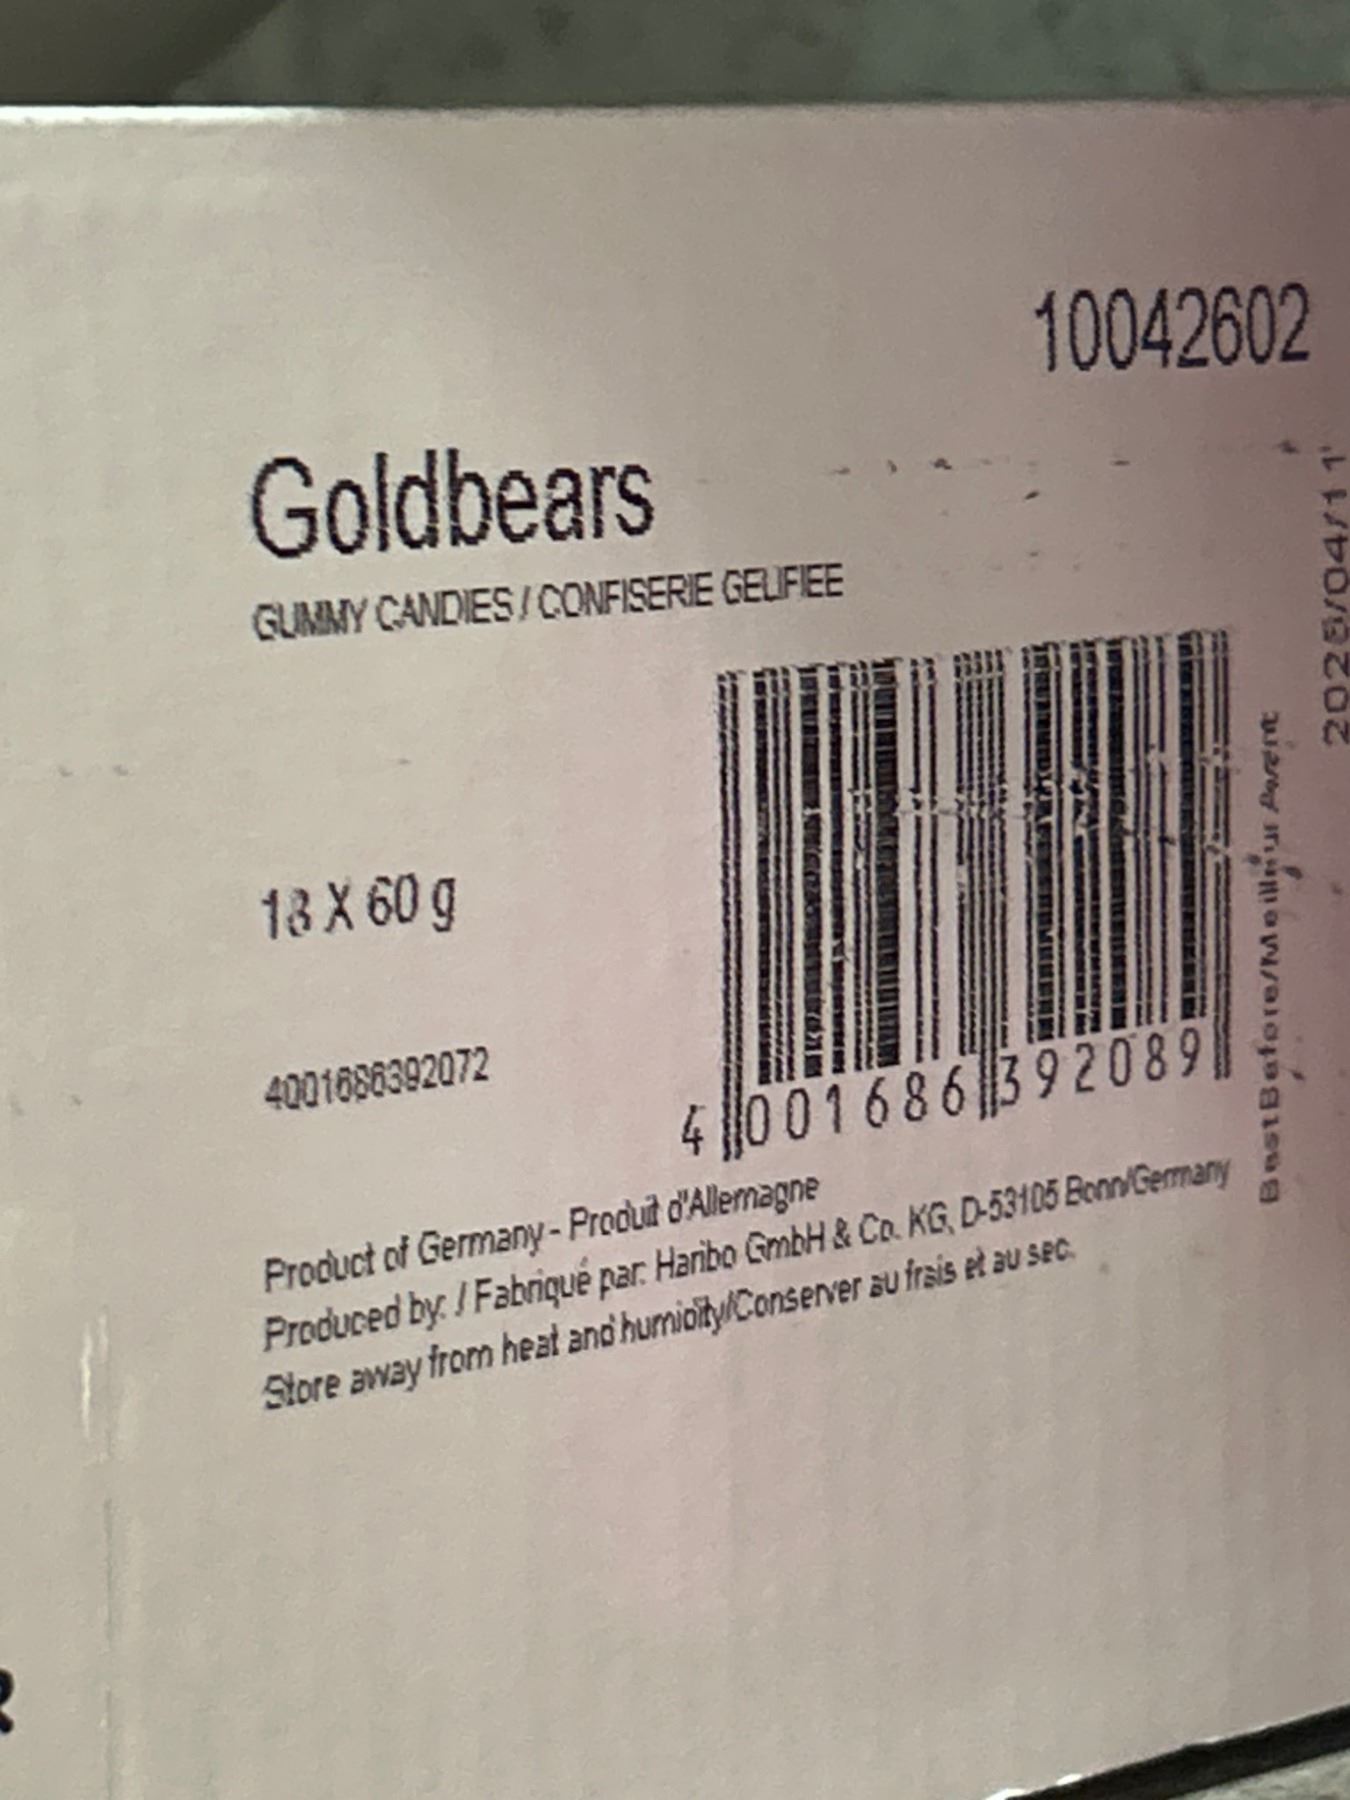 10042602
Goldbears
GUMMY CANDIES / CONFISERIE GELIFIEE
18 X 60 g
4001686392072
4 001686 392089
Product of Germany - Produit d'Allemagne
Produced by: / Fabriqué par: Haribo GmbH & Co. KG, D-53105 Bonn/Germany
Store away from heat and humidity/Conserver au frais et au sec.
Best Before/Meilleur Avant